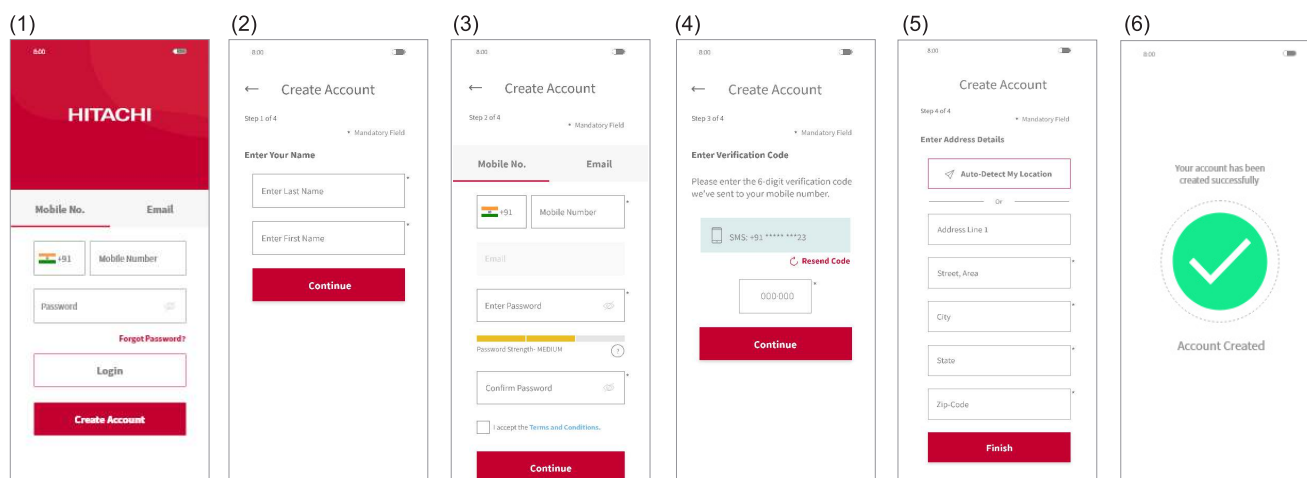 (1)
8:00
HITACHI
Mobile No. Email
+91 Mobile Number
Password
Forgot Password?
Login
Create Account
(2)
8:00
← Create Account
Step 1 of 4
* Mandatory Field
Enter Your Name
Enter Last Name *
Enter First Name *
Continue
(3)
8:00
← Create Account
Step 2 of 4
* Mandatory Field
Mobile No. Email
+91 Mobile Number *
Email
Enter Password *
Password Strength- MEDIUM ?
Confirm Password *
I accept the Terms and Conditions.
Continue
(4)
8:00
← Create Account
Step 3 of 4
* Mandatory Field
Enter Verification Code
Please enter the 6-digit verification code
we've sent to your mobile number.
SMS: +91 ***** ***23
Resend Code
000-000 *
Continue
(5)
8:00
Create Account
Step 4 of 4
* Mandatory Field
Enter Address Details
Auto-Detect My Location
Or
Address Line 1
Street, Area *
City *
State *
Zip-Code *
Finish
(6)
8:00
Your account has been
created successfully
Account Created